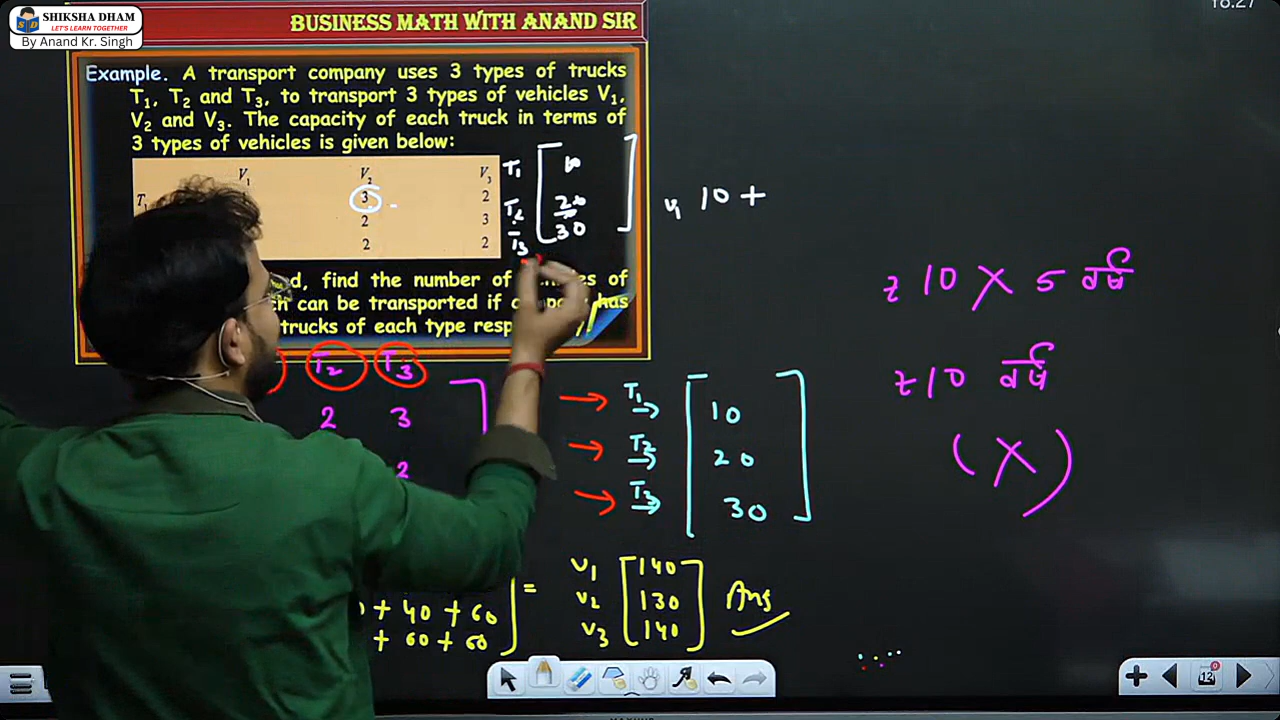 SHIKSHA DHAM
LET'S LEARN TOGETHER
By Anand Kr. Singh
BUSINESS MATH WITH ANAND SIR
18:27
Example. A transport company uses 3 types of trucks
T1, T2 and T3, to transport 3 types of vehicles V1,
V2 and V3. The capacity of each truck in terms of
3 types of vehicles is given below:
V1 V2 V3
T1 3 2
2 3
2 2
find the number of of
can be transported if has
trucks of each type
T1
T2 20
T3 30
V1 10 +
₹ 10 X 5 वर्ष
₹ 10 वर्ष
( X )
T2 T3
2 3
2
T1 10
T2 20
T3 30
+ 40 + 60
+ 60 + 60
= V1 140
V2 130 Ans
V3 140
12